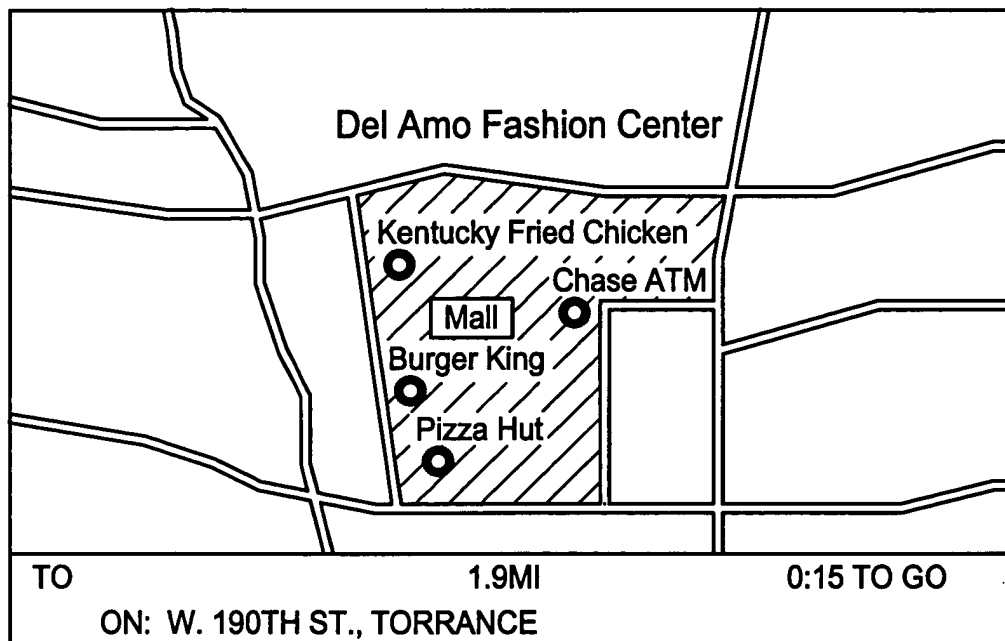 Del Amo Fashion Center
Kentucky Fried Chicken
Chase ATM
Mall
Burger King
Pizza Hut
TO 1.9MI 0:15 TO GO
ON: W. 190TH ST., TORRANCE